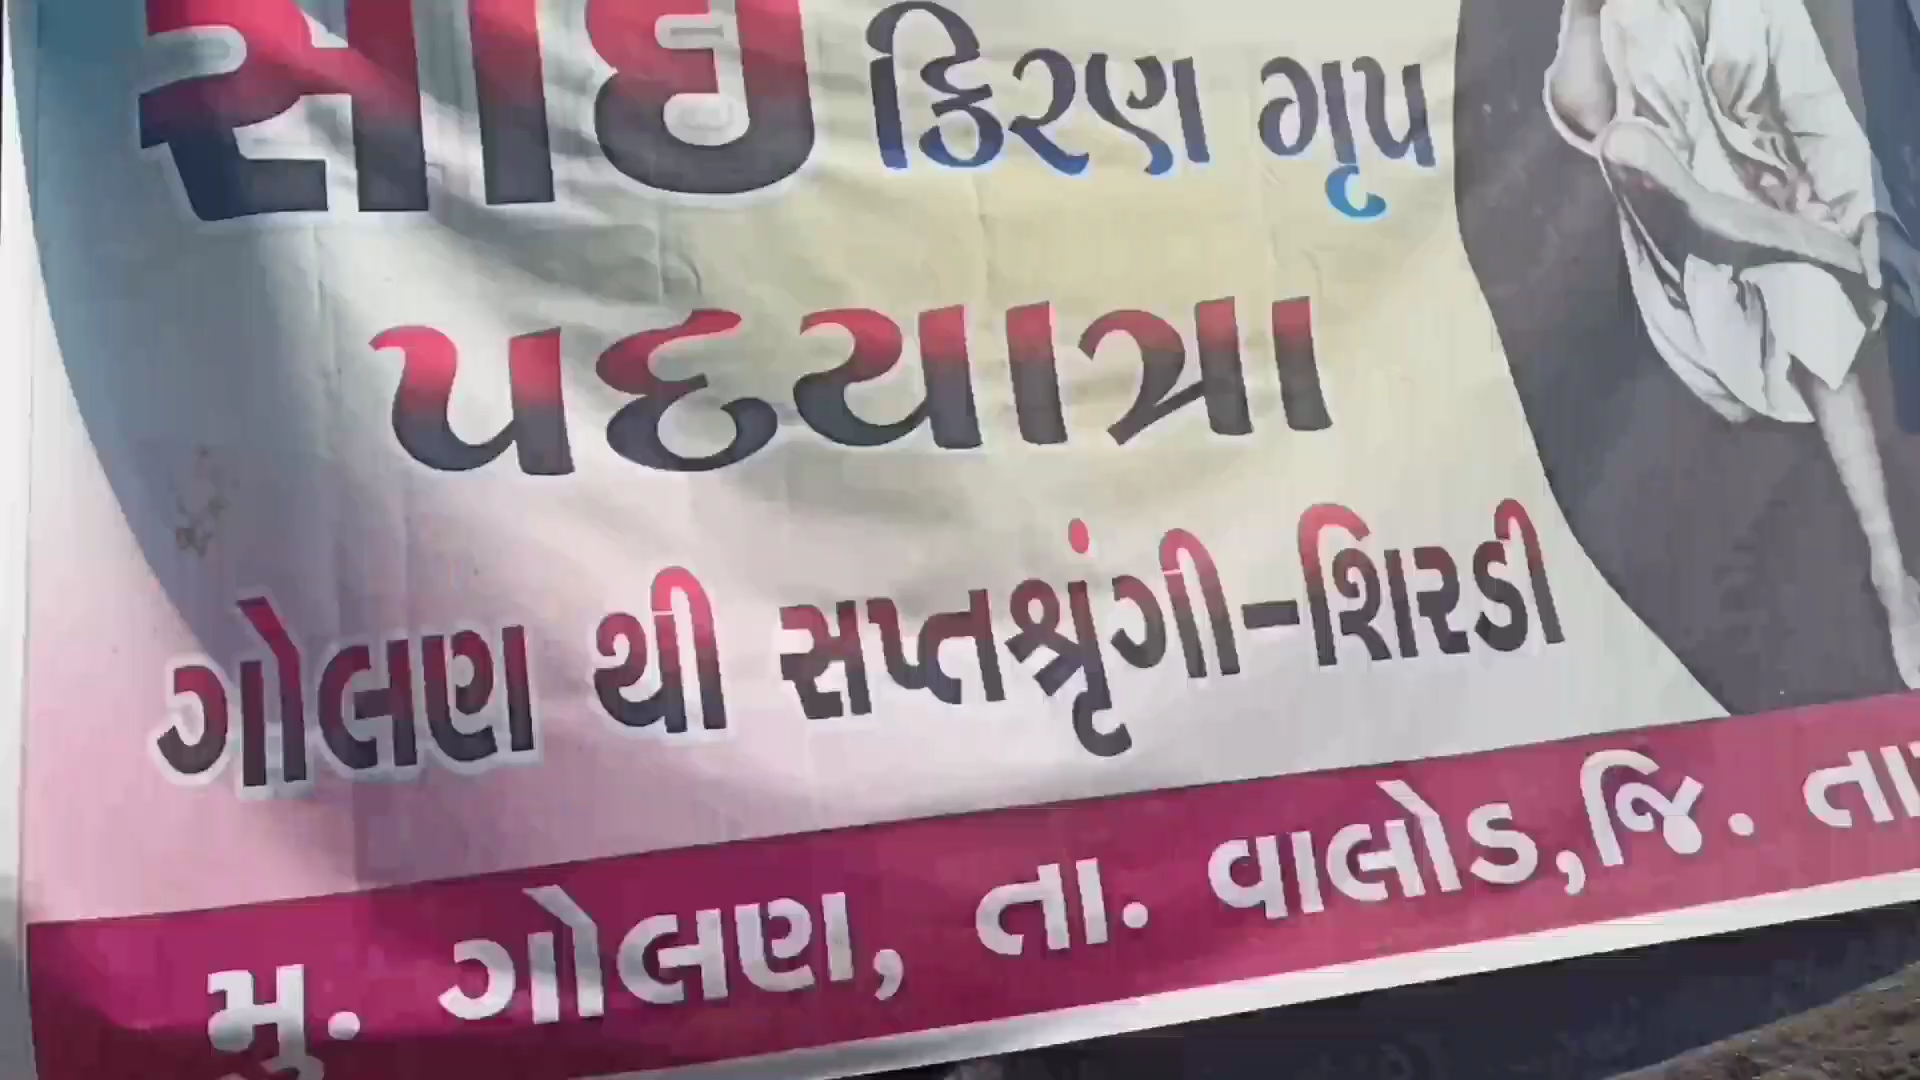 સાઇ કિરણ ગૃપ
પદયાત્રા
ગોલણ થી સપ્તશ્રૃંગી-શિરડી
મુ. ગોલણ, તા. વાલોડ,જિ.